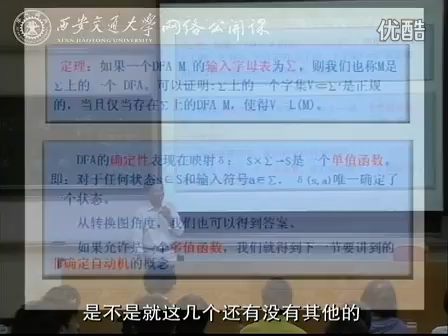 西安交通大学 网络公开课
XI'AN JIAOTONG UNIVERSITY
优酷
定理：如果一个DFA M 的输入字母表为Σ，则我们也称M是
Σ上的一个 DFA。可以证明：Σ上的一个字集V⊆Σ*是正规
的，当且仅当存在Σ上的DFA M，使得V=L(M)。
DFA的确定性表现在映射δ：S×Σ→S是一个单值函数。
即：对于任何状态s∈S和输入符号a∈Σ，δ(s,a)唯一确定了
一个状态。
从转换图角度，我们也可以得到答案。
如果允许是一个多值函数，我们就得到下一节要讲到的
非确定自动机的概念
是不是就这几个还有没有其他的